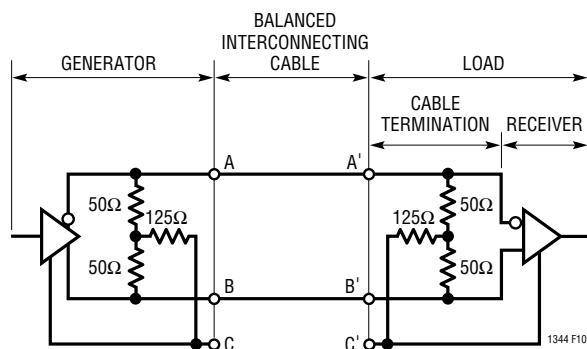 BALANCED
INTERCONNECTING
CABLE
GENERATOR
LOAD
CABLE
TERMINATION
RECEIVER
A
A'
50Ω
125Ω
50Ω
125Ω
50Ω
50Ω
B
B'
C
C'
1344 F10